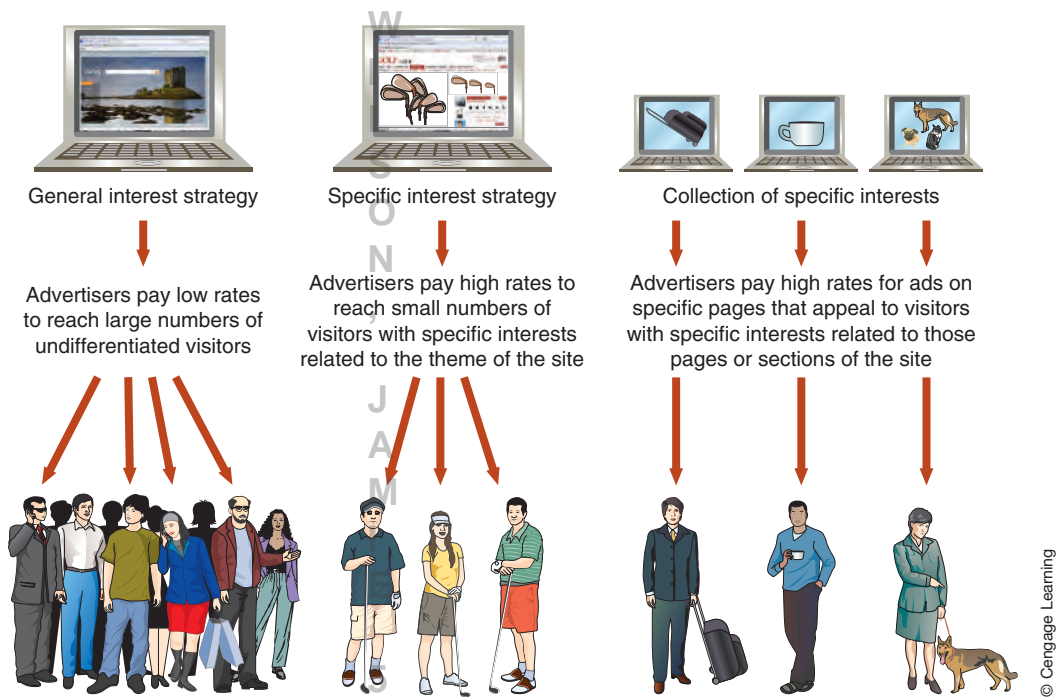 General interest strategy
Specific interest strategy
Collection of specific interests
Advertisers pay low rates
to reach large numbers of
undifferentiated visitors
Advertisers pay high rates to
reach small numbers of
visitors with specific interests
related to the theme of the site
Advertisers pay high rates for ads on
specific pages that appeal to visitors
with specific interests related to those
pages or sections of the site
W
S
O
N
,
J
A
M
S
© Cengage Learning